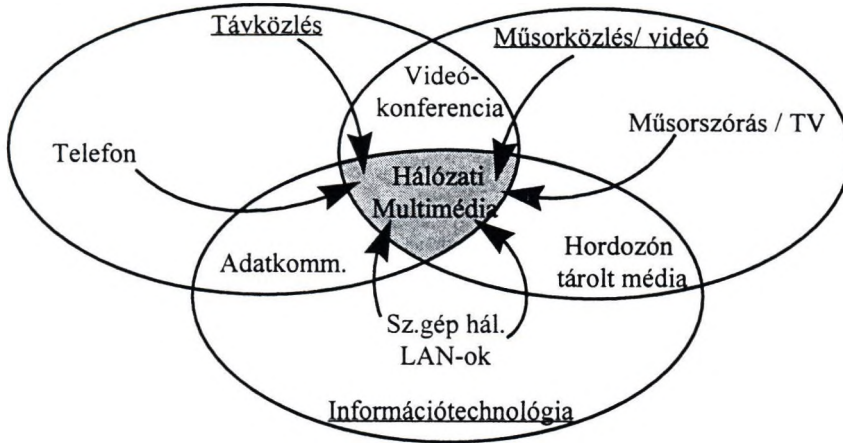 Távközlés
Műsorközlés/ videó
Videó-
konferencia
Műsorszórás / TV
Telefon
Hálózati
Multimédia
Adatkomm.
Hordozón
tárolt média
Sz.gép hál.
LAN-ok
Információtechnológia